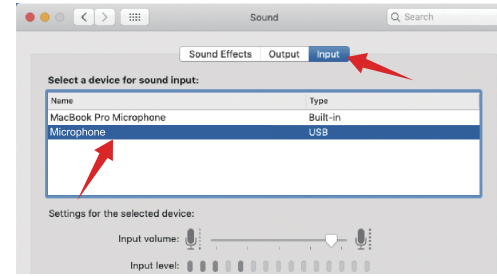 Sound
Search
Sound Effects Output Input
Select a device for sound input:
Name Type
MacBook Pro Microphone Built-in
Microphone USB
Settings for the selected device:
Input volume:
Input level: